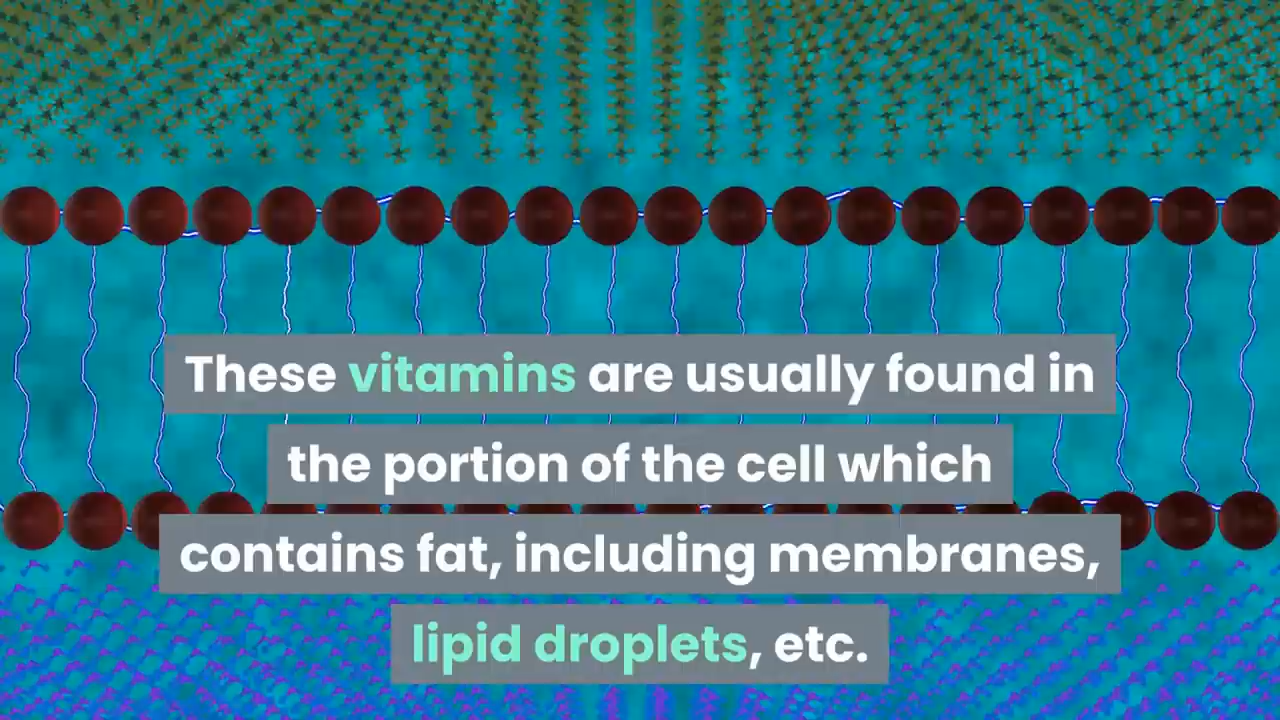 These vitamins are usually found in
the portion of the cell which
contains fat, including membranes,
lipid droplets, etc.